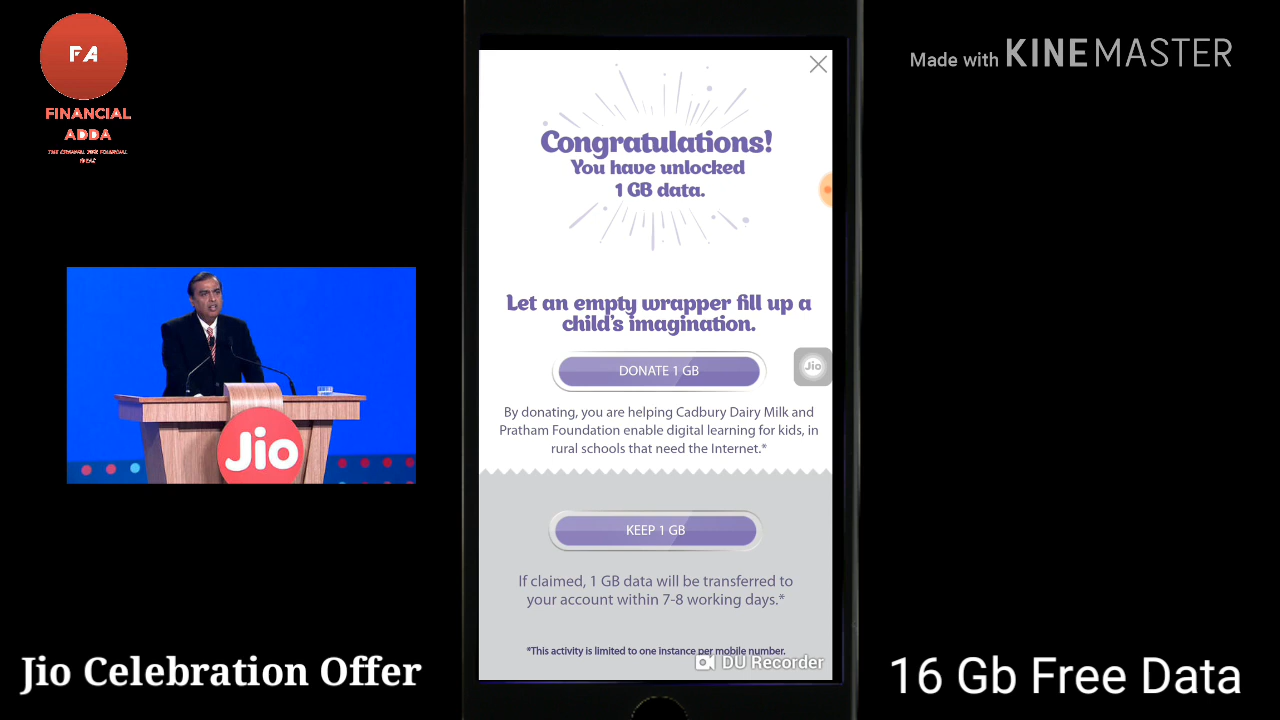 FA
FINANCIAL
ADDA
Made with KINEMASTER
Congratulations!
You have unlocked
1 GB data.
Let an empty wrapper fill up a
child's imagination.
DONATE 1 GB
Jio
By donating, you are helping Cadbury Dairy Milk and
Pratham Foundation enable digital learning for kids, in
rural schools that need the Internet.*
Jio
KEEP 1 GB
If claimed, 1 GB data will be transferred to
your account within 7-8 working days.*
*This activity is limited to one instance per mobile number.
DU Recorder
Jio Celebration Offer
16 Gb Free Data